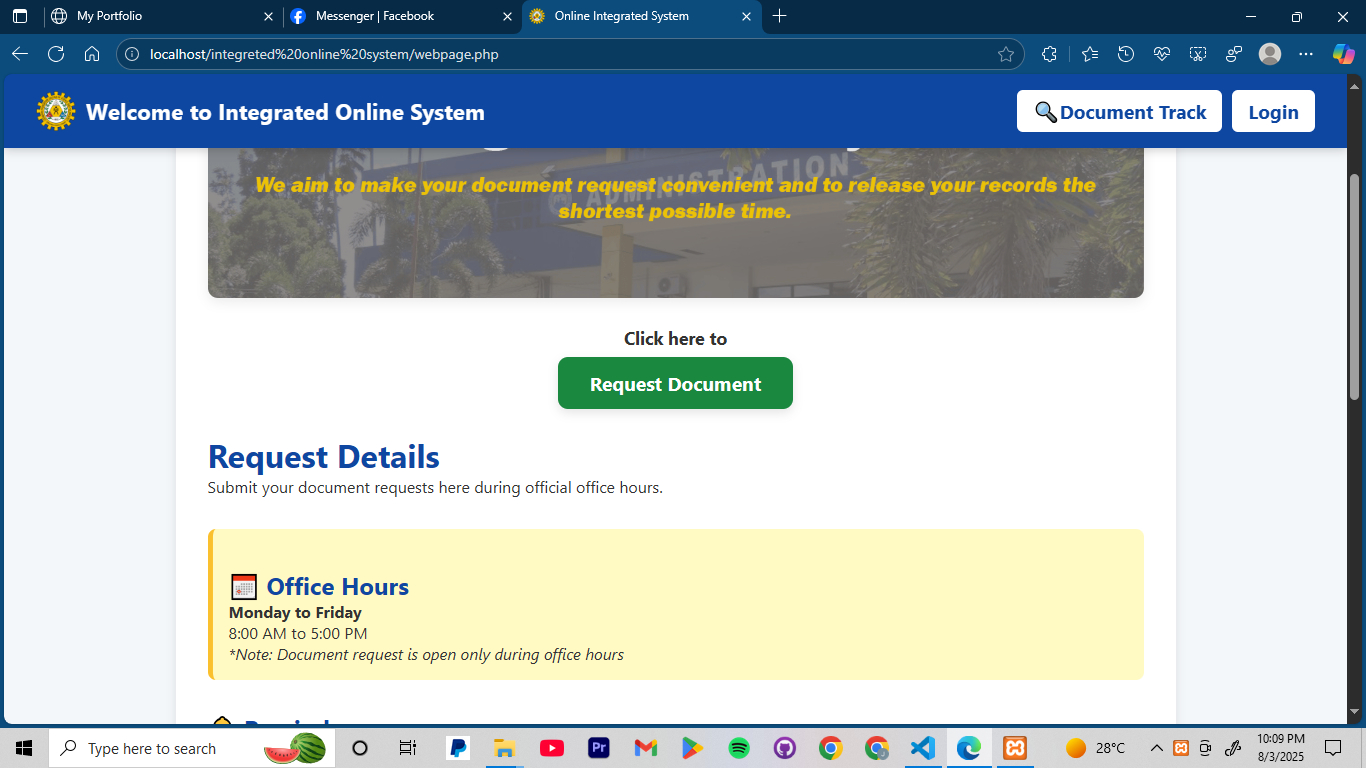 My Portfolio
Messenger | Facebook
Online Integrated System
localhost/integreted%20online%20system/webpage.php
Welcome to Integrated Online System
Document Track
Login
ADMINISTRATION
We aim to make your document request convenient and to release your records the
shortest possible time.
Click here to
Request Document
Request Details
Submit your document requests here during official office hours.
Office Hours
Monday to Friday
8:00 AM to 5:00 PM
*Note: Document request is open only during office hours
Type here to search
Pr
28°C
10:09 PM
8/3/2025